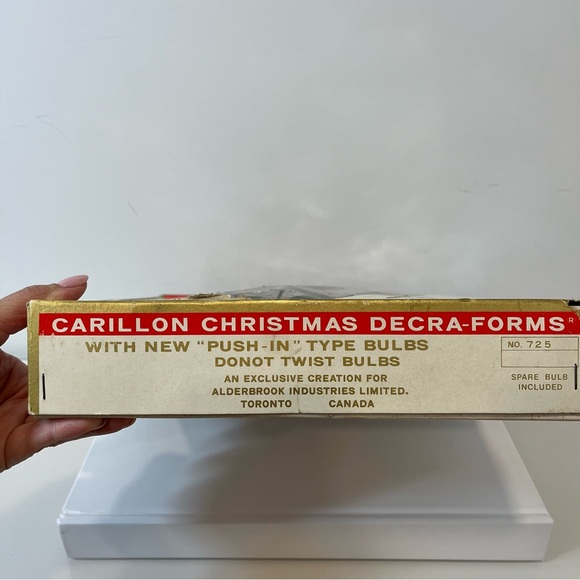 CARILLON CHRISTMAS DECRA-FORMS®
WITH NEW "PUSH-IN" TYPE BULBS
DONOT TWIST BULBS
AN EXCLUSIVE CREATION FOR
ALDERBROOK INDUSTRIES LIMITED.
TORONTO CANADA
NO. 725
SPARE BULB
INCLUDED